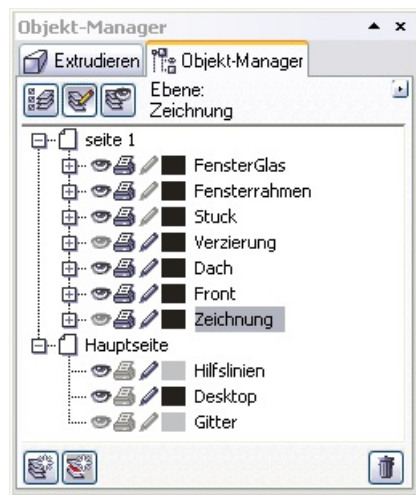 Objekt-Manager
Extrudieren Objekt-Manager
Ebene:
Zeichnung
seite 1
FensterGlas
Fensterrahmen
Stuck
Verzierung
Dach
Front
Zeichnung
Hauptseite
Hilfslinien
Desktop
Gitter